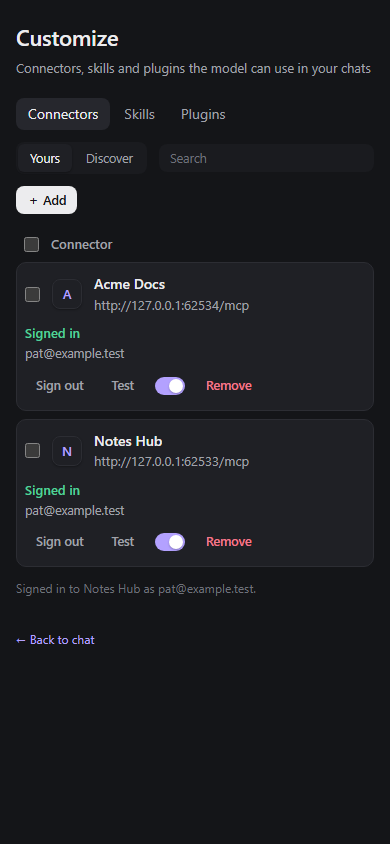 Customize
Connectors, skills and plugins the model can use in your chats
Connectors Skills Plugins
Yours Discover Search
+ Add
Connector
A Acme Docs
http://127.0.0.1:62534/mcp
Signed in
pat@example.test
Sign out Test Remove
N Notes Hub
http://127.0.0.1:62533/mcp
Signed in
pat@example.test
Sign out Test Remove
Signed in to Notes Hub as pat@example.test.
← Back to chat